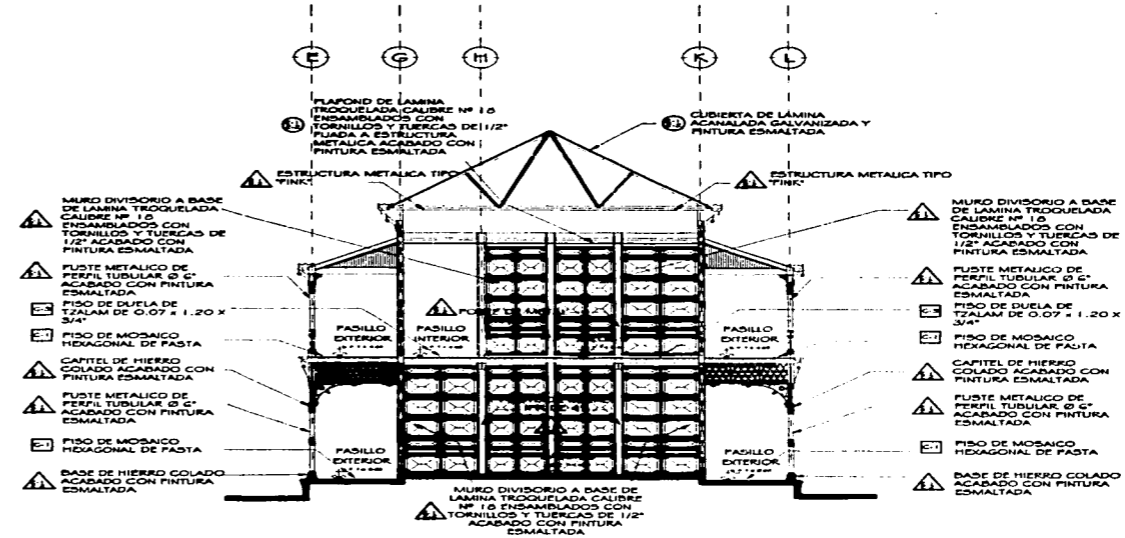 E G H K L
PLAFOND DE LAMINA
TROQUELADA CALIBRE Nº 18
ENSAMBLADOS CON
TORNILLOS Y TUERCAS DE 1/2"
FIJADA A ESTRUCTURA
METALICA ACABADO CON
PINTURA ESMALTADA
CUBIERTA DE LAMINA
ACANALADA GALVANIZADA Y
PINTURA ESMALTADA
ESTRUCTURA METALICA TIPO
"FINK"
ESTRUCTURA METALICA TIPO
"FINK"
MURO DIVISORIO A BASE
DE LAMINA TROQUELADA
CALIBRE Nº 18
ENSAMBLADOS CON
TORNILLOS Y TUERCAS DE
1/2" ACABADO CON
PINTURA ESMALTADA
FUSTE METALICO DE
PERFIL TUBULAR Ø 6"
ACABADO CON PINTURA
ESMALTADA
PISO DE DUELA DE
TZALAM DE 0.07 x 1.20 X
3/4"
PISO DE MOSAICO
HEXAGONAL DE PASTA
CAPITEL DE HIERRO
COLADO ACABADO CON
PINTURA ESMALTADA
FUSTE METALICO DE
PERFIL TUBULAR Ø 6"
ACABADO CON PINTURA
ESMALTADA
PISO DE MOSAICO
HEXAGONAL DE PASTA
BASE DE HIERRO COLADO
ACABADO CON PINTURA
ESMALTADA
PASILLO
EXTERIOR
PASILLO
INTERIOR
PASILLO
EXTERIOR
PASILLO
EXTERIOR
PASILLO
EXTERIOR
MURO DIVISORIO A BASE DE
LAMINA TROQUELADA CALIBRE
Nº 18 ENSAMBLADOS CON
TORNILLOS Y TUERCAS DE 1/2"
ACABADO CON PINTURA
ESMALTADA
MURO DIVISORIO A BASE
DE LAMINA TROQUELADA
CALIBRE Nº 18
ENSAMBLADOS CON
TORNILLOS Y TUERCAS DE
1/2" ACABADO CON
PINTURA ESMALTADA
FUSTE METALICO DE
PERFIL TUBULAR Ø 6"
ACABADO CON PINTURA
ESMALTADA
PISO DE DUELA DE
TZALAM DE 0.07 x 1.20 X
3/4"
PISO DE MOSAICO
HEXAGONAL DE PASTA
CAPITEL DE HIERRO
COLADO ACABADO CON
PINTURA ESMALTADA
FUSTE METALICO DE
PERFIL TUBULAR Ø 6"
ACABADO CON PINTURA
ESMALTADA
PISO DE MOSAICO
HEXAGONAL DE PASTA
BASE DE HIERRO COLADO
ACABADO CON PINTURA
ESMALTADA